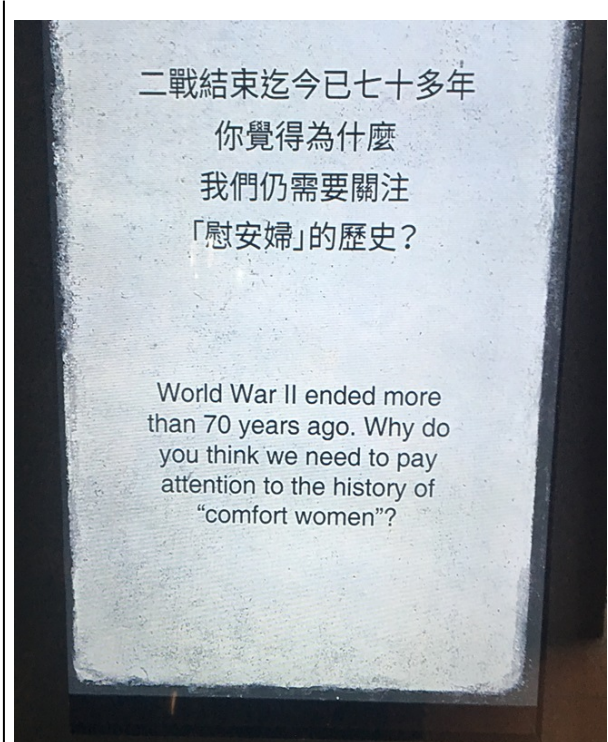 二戰結束迄今已七十多年
你覺得為什麼
我們仍需要關注
「慰安婦」的歷史？
World War II ended more
than 70 years ago. Why do
you think we need to pay
attention to the history of
“comfort women”?